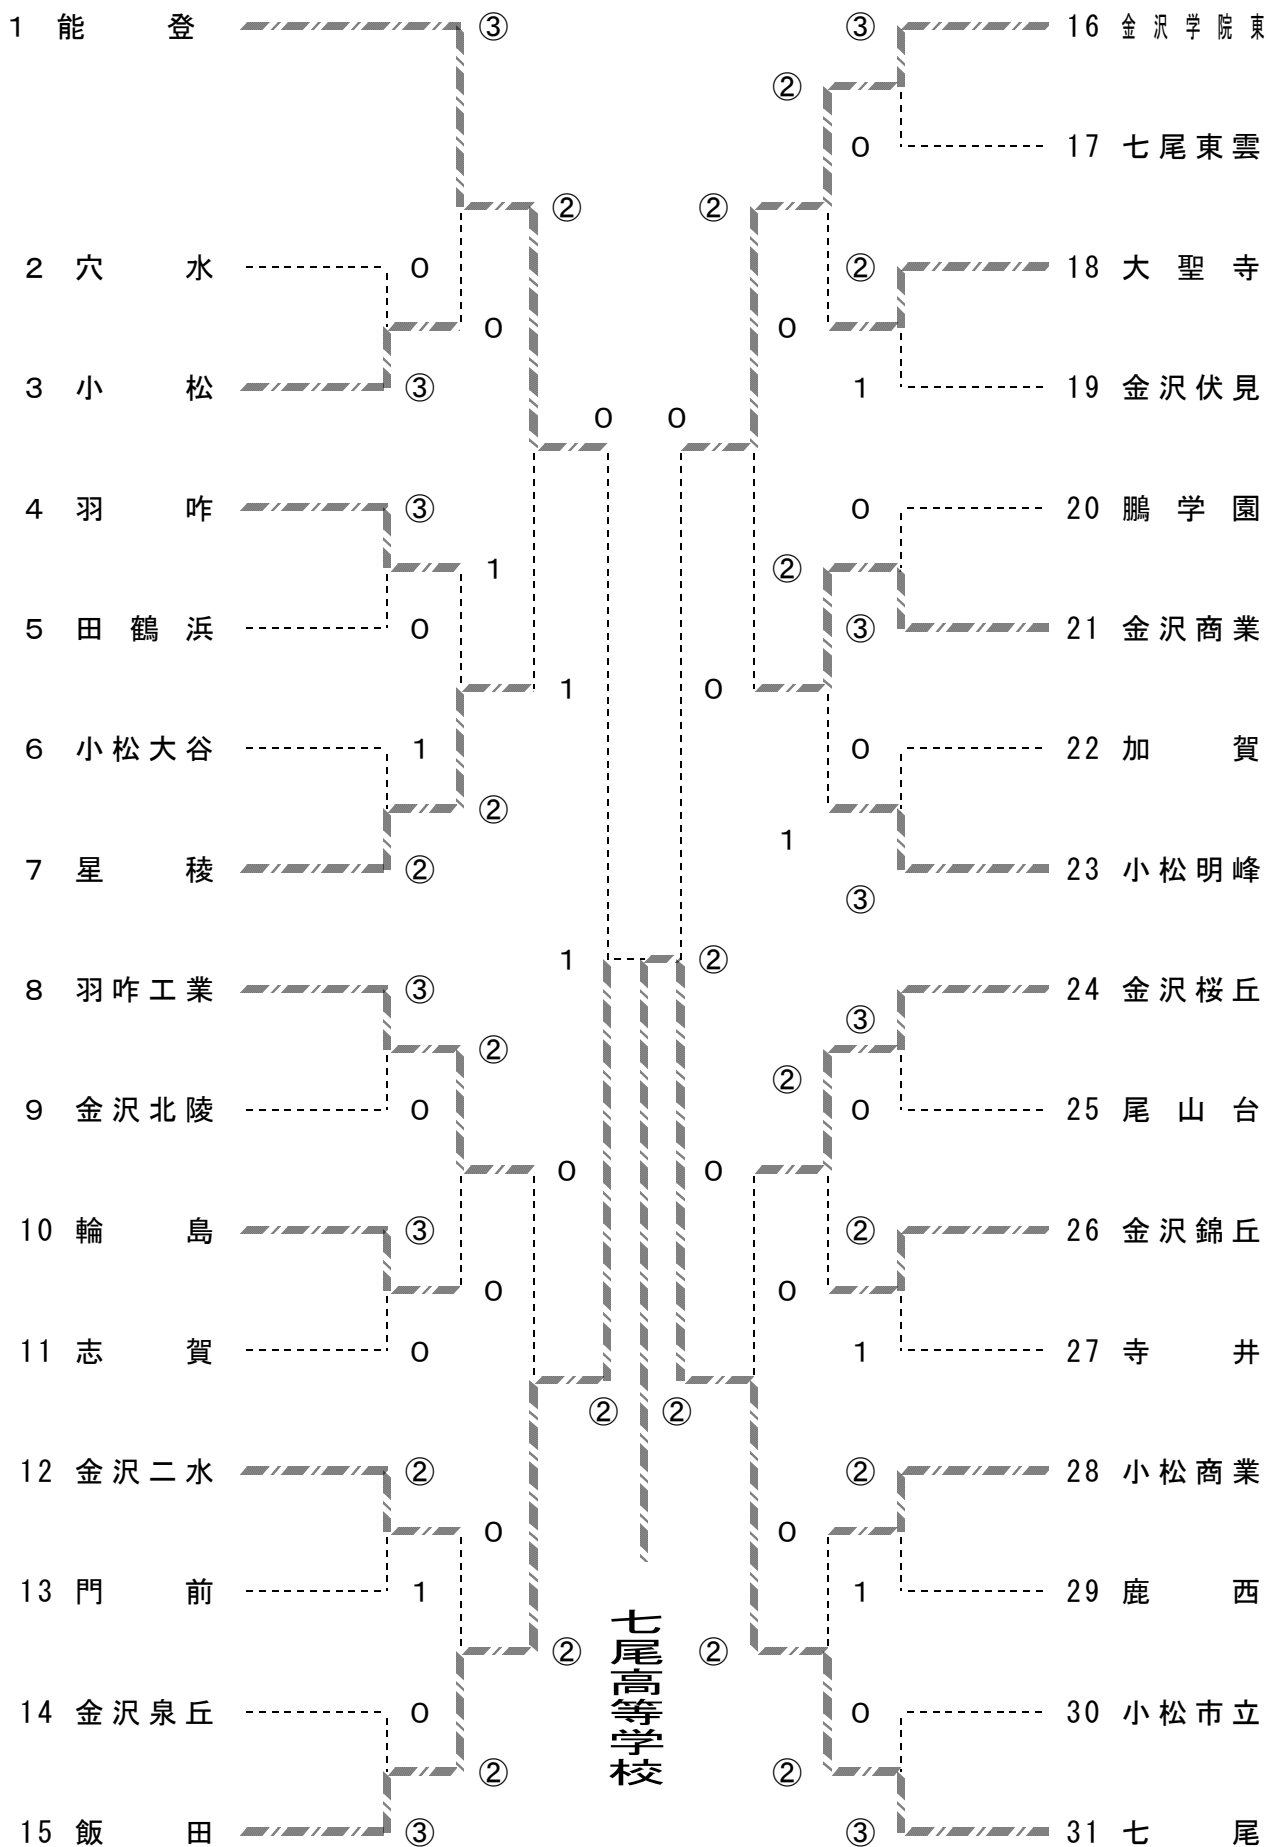 1 能登 ③
2 穴水 0
3 小松 ③
4 羽咋 ③
5 田鶴浜 0
6 小松大谷 1
7 星稜 ②
8 羽咋工業 ③
9 金沢北陵 0
10 輪島 ③
11 志賀 0
12 金沢二水 ②
13 門前 1
14 金沢泉丘 0
15 飯田 ③
0
1
②
②
0
0
②
②
1
0
②
0
②
1
0
0
②
②
②
0
0
②
②
0
②
1
②
0
0
②
③ 16 金沢学院東
0 17 七尾東雲
② 18 大聖寺
1 19 金沢伏見
0 20 鵬学園
③ 21 金沢商業
0 22 加賀
③ 23 小松明峰
③ 24 金沢桜丘
0 25 尾山台
② 26 金沢錦丘
1 27 寺井
② 28 小松商業
1 29 鹿西
0 30 小松市立
③ 31 七尾
七尾高等学校